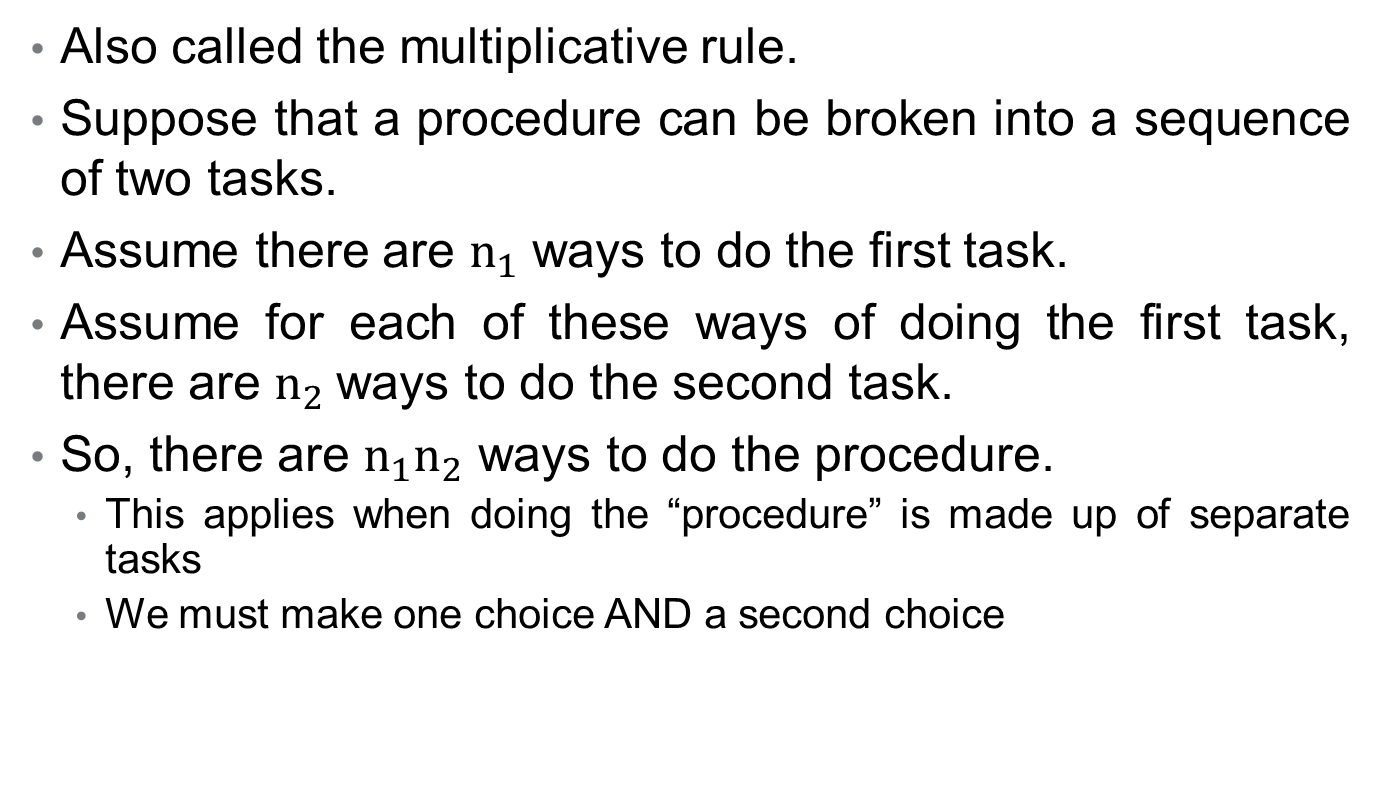 • Also called the multiplicative rule.
• Suppose that a procedure can be broken into a sequence
of two tasks.
• Assume there are n₁ ways to do the first task.
• Assume for each of these ways of doing the first task,
there are n₂ ways to do the second task.
• So, there are n₁n₂ ways to do the procedure.
• This applies when doing the “procedure” is made up of separate
tasks
• We must make one choice AND a second choice